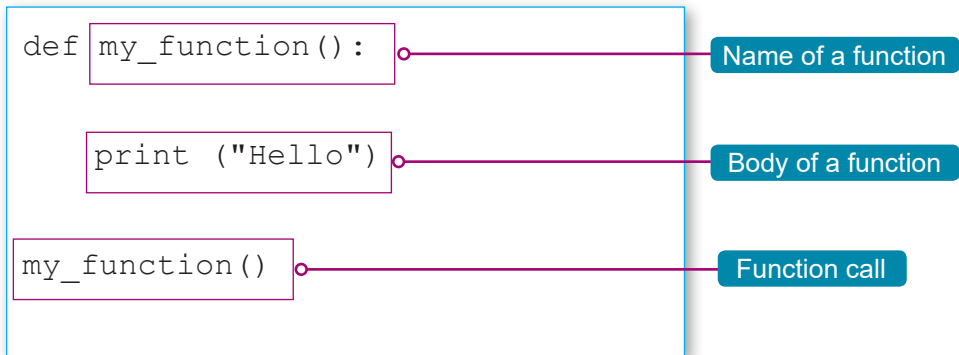 def my_function(): Name of a function
print ("Hello") Body of a function
my_function() Function call